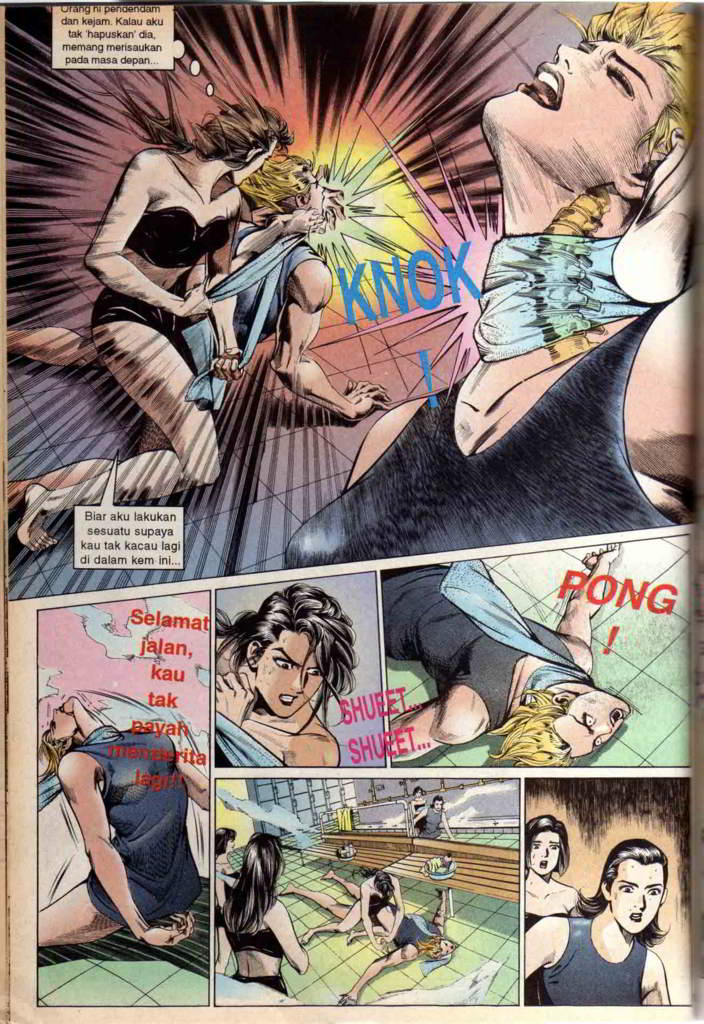 Orang ni pendendam
dan kejam. Kalau aku
tak 'hapuskan' dia,
memang merisaukan
pada masa depan...
KNOK
!
Biar aku lakukan
sesuatu supaya
kau tak kacau lagi
di dalam kem ini...
Selamat
jalan,
kau
tak
payah
menderita
lagi!!
SHUEET...
SHUEET...
PONG
!